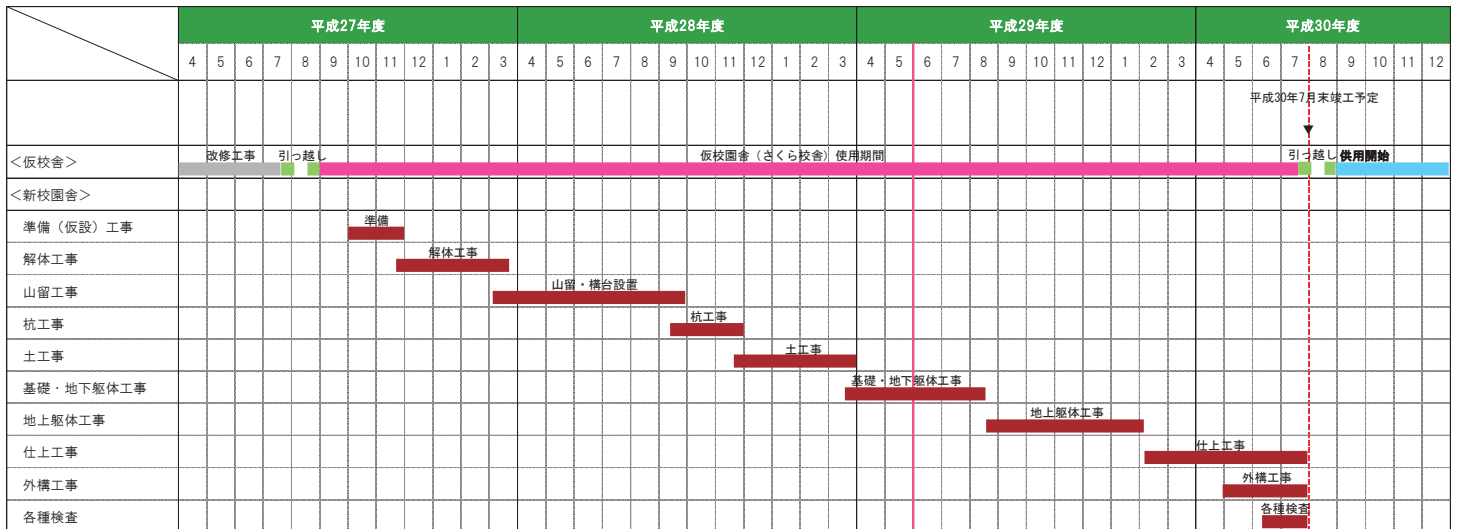 平成27年度 平成28年度 平成29年度 平成30年度
4 5 6 7 8 9 10 11 12 1 2 3 4 5 6 7 8 9 10 11 12 1 2 3 4 5 6 7 8 9 10 11 12 1 2 3 4 5 6 7 8 9 10 11 12
平成30年7月末竣工予定
▼
<仮校舎> 改修工事 引っ越し 仮校園舎(さくら校舎)使用期間 引っ越し 供用開始
<新校園舎>
準備(仮設)工事 準備
解体工事 解体工事
山留工事 山留・構台設置
杭工事 杭工事
土工事 土工事
基礎・地下躯体工事 基礎・地下躯体工事
地上躯体工事 地上躯体工事
仕上工事 仕上工事
外構工事 外構工事
各種検査 各種検査